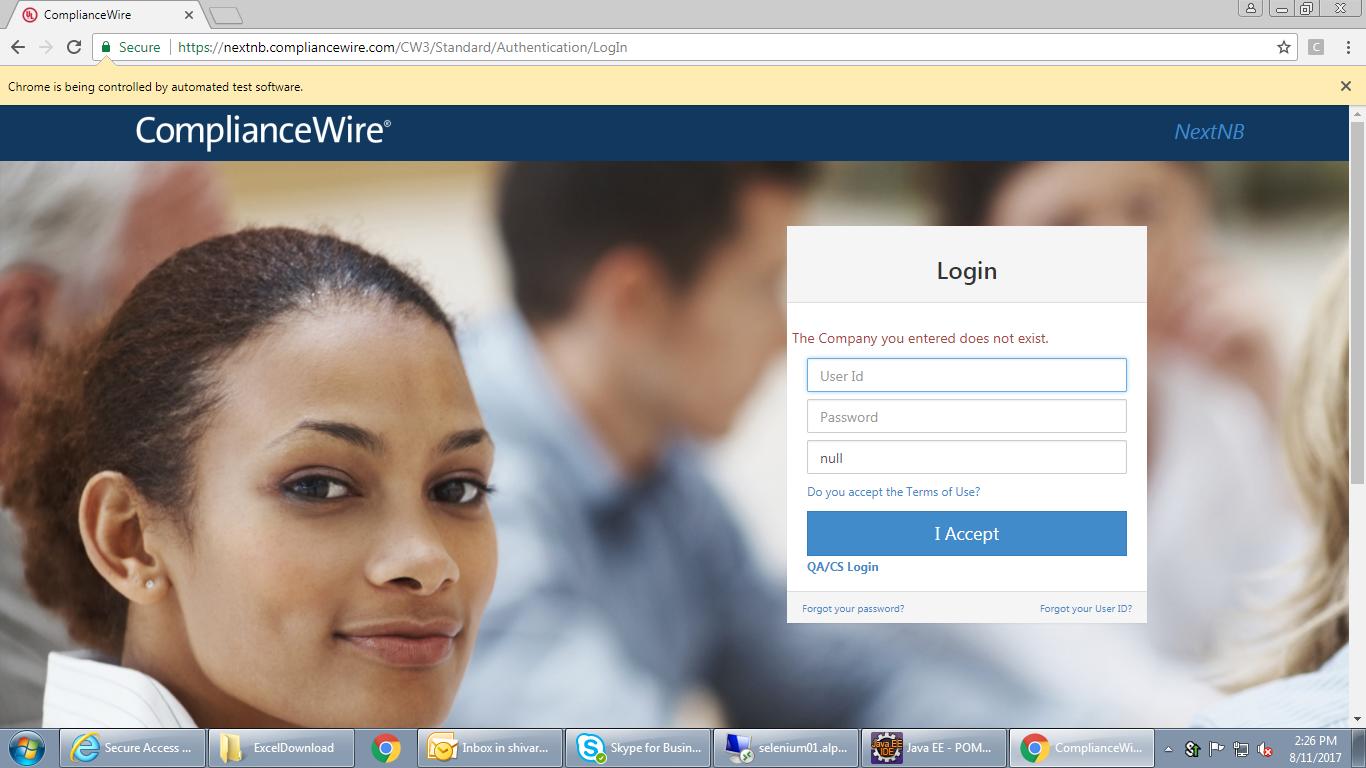 ComplianceWire
Secure https://nextnb.compliancewire.com/CW3/Standard/Authentication/LogIn
C
Chrome is being controlled by automated test software.
ComplianceWire®
NextNB
Login
The Company you entered does not exist.
User Id
Password
null
Do you accept the Terms of Use?
I Accept
QA/CS Login
Forgot your password? Forgot your User ID?
Secure Access ... ExcelDownload Inbox in shivar... Skype for Busin... selenium01.alp... Java EE - POM... ComplianceWi...
2:26 PM
8/11/2017